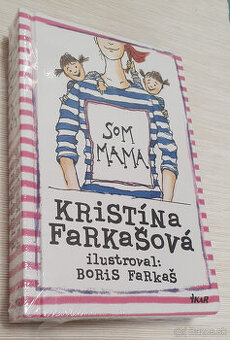 SOM
MAMA
KRiSTÍNA
FaRKAŠOVÁ
ilustroval:
BORiS FaRKaŠ
IKAR